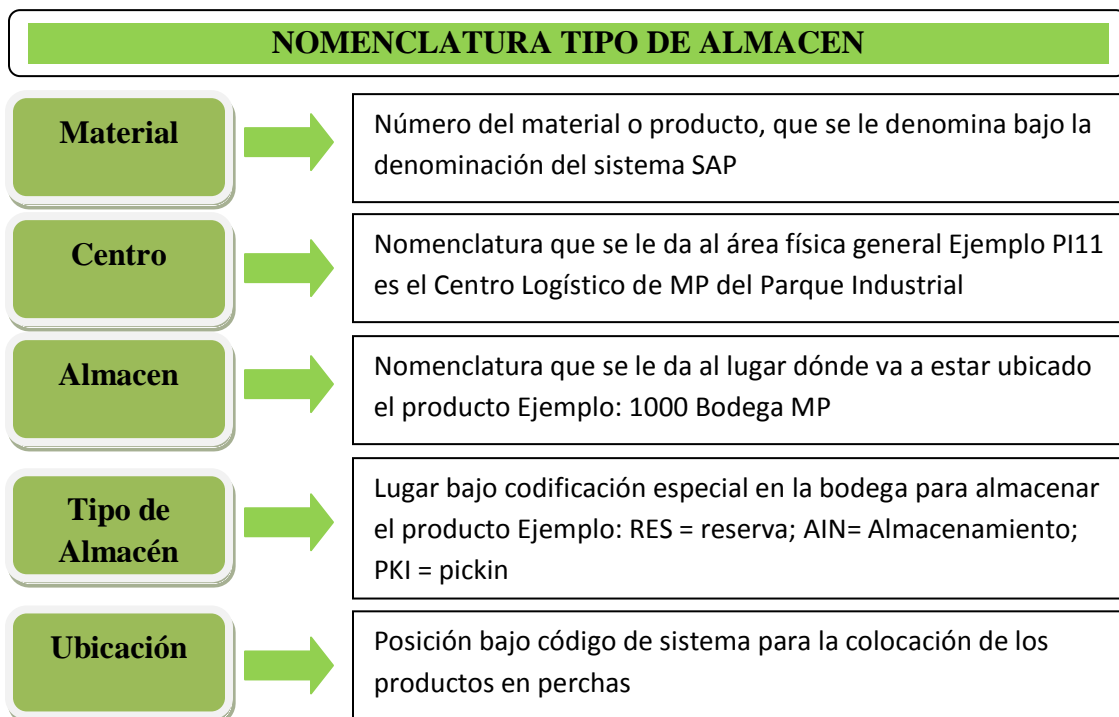 NOMENCLATURA TIPO DE ALMACEN
Material
Número del material o producto, que se le denomina bajo la
denominación del sistema SAP
Centro
Nomenclatura que se le da al área física general Ejemplo PI11
es el Centro Logístico de MP del Parque Industrial
Almacen
Nomenclatura que se le da al lugar dónde va a estar ubicado
el producto Ejemplo: 1000 Bodega MP
Tipo de
Almacén
Lugar bajo codificación especial en la bodega para almacenar
el producto Ejemplo: RES = reserva; AIN= Almacenamiento;
PKI = pickin
Ubicación
Posición bajo código de sistema para la colocación de los
productos en perchas